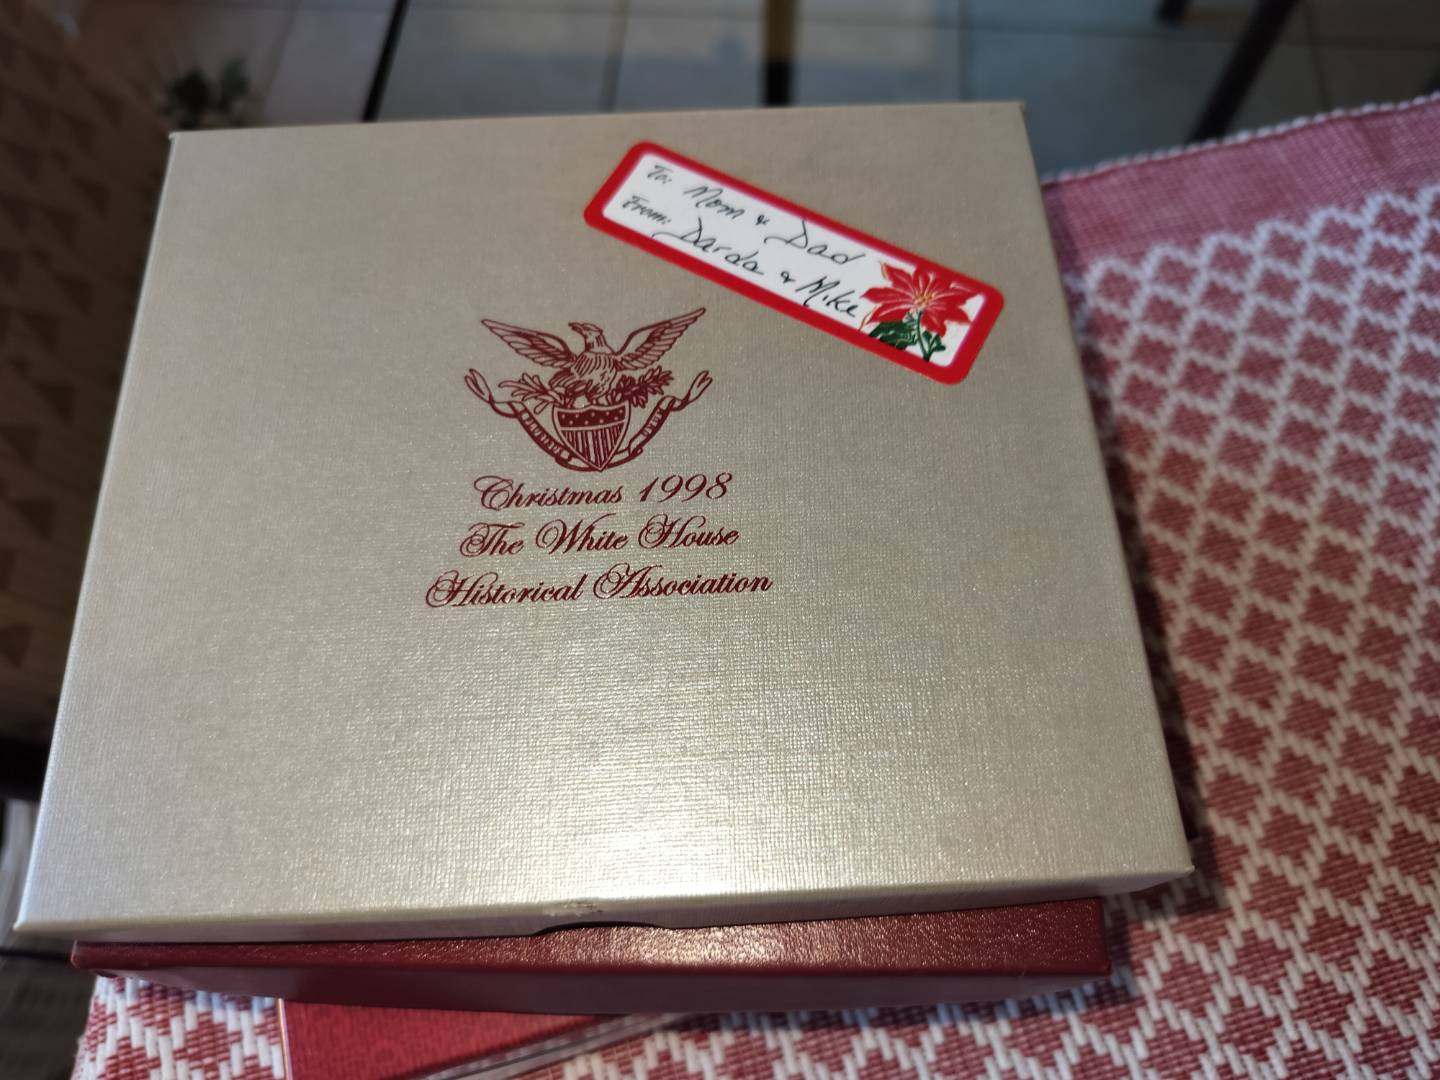 To: Mom & Dad
From: Darda & Mike
Christmas 1998
The White House
Historical Association